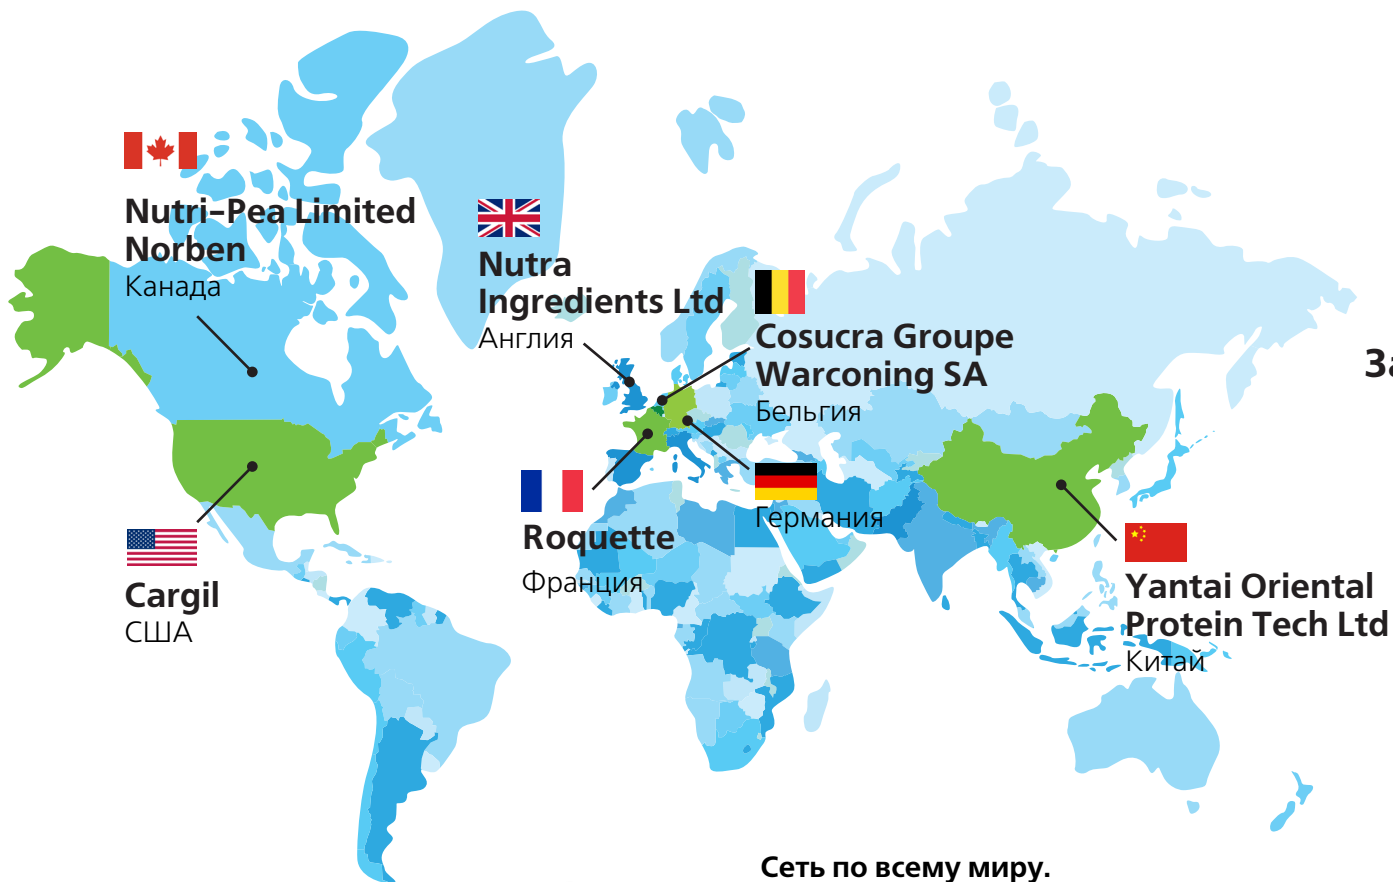 Nutri-Pea Limited
Norben
Канада
Nutra
Ingredients Ltd
Англия
Cosucra Groupe
Warconing SA
Бельгия
За
Cargil
США
Roquette
Франция
Германия
Yantai Oriental
Protein Tech Ltd
Китай
Сеть по всему миру.